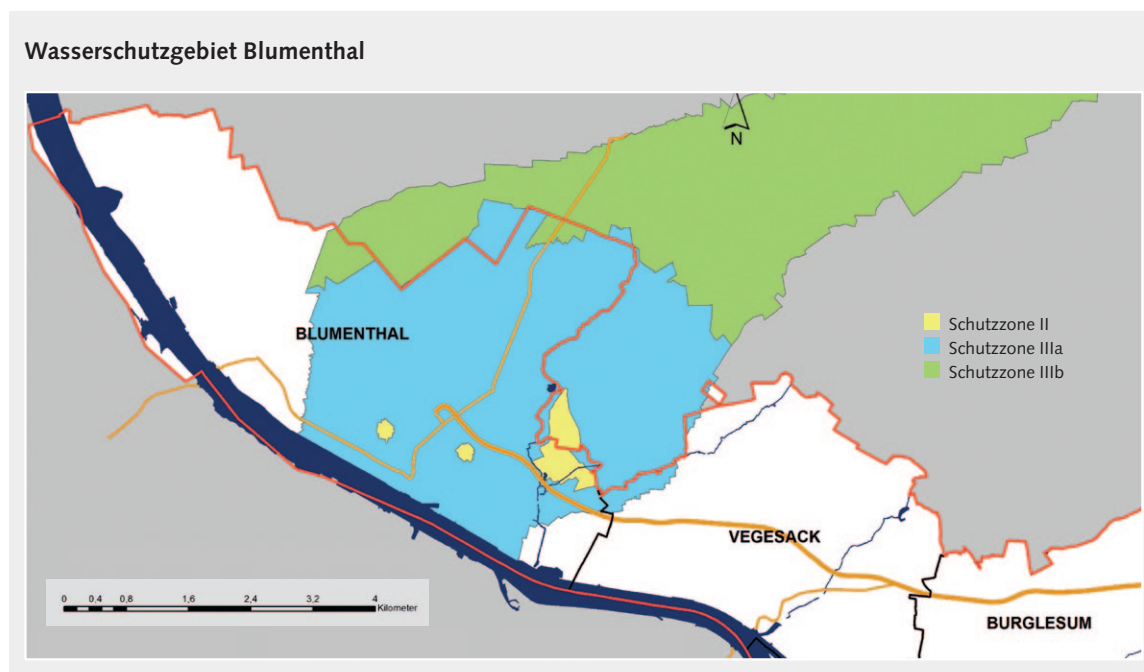 Wasserschutzgebiet Blumenthal
N
BLUMENTHAL
Schutzzone II
Schutzzone IIIa
Schutzzone IIIb
VEGESACK
BURGLESUM
0 0,4 0,8 1,6 2,4 3,2 4
Kilometer